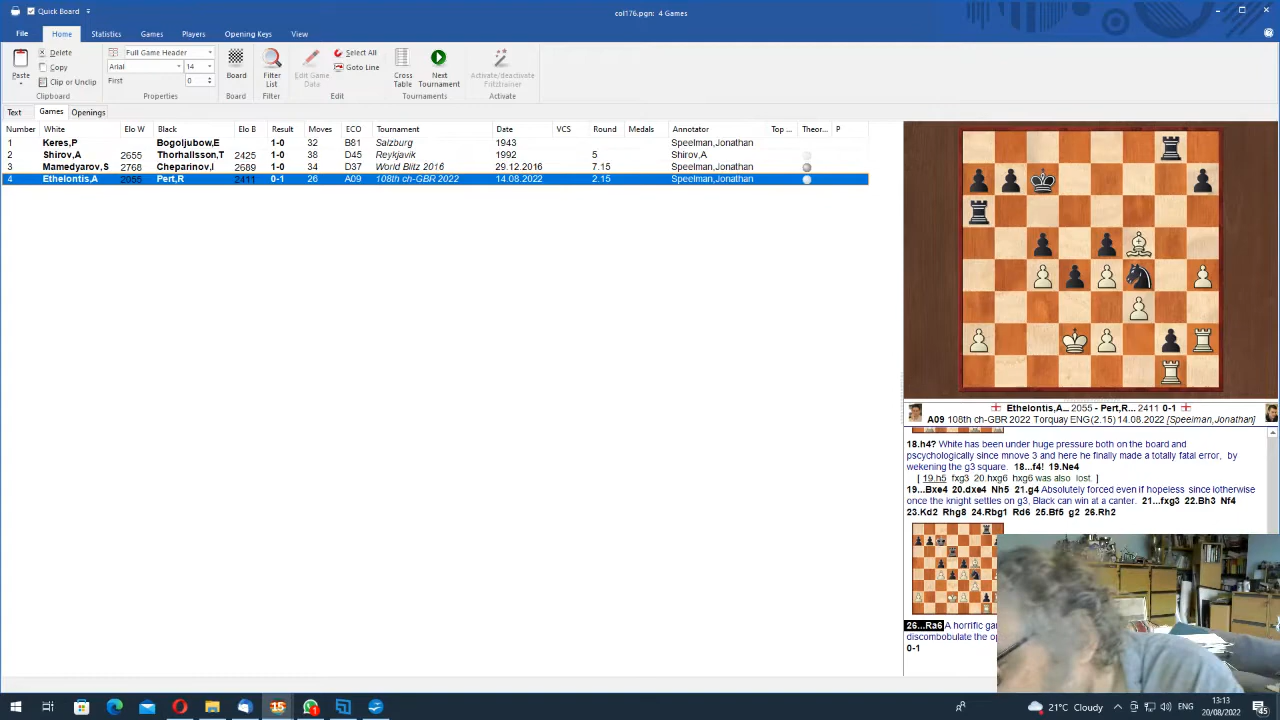 Quick Board
col176.pgn: 4 Games
File Home Statistics Games Players Opening Keys View
Paste
Delete
Copy
Clip or Unclip
Clipboard
Full Game Header
Arial 14
First 0
Properties
Board
Board
Filter List
Filter
Edit Game Data
Select All
Goto Line
Edit
Cross Table
Next Tournament
Tournaments
Activate/deactivate Fritztrainer
Activate
Text Games Openings
Number White Elo W Black Elo B Result Moves ECO Tournament Date VCS Round Medals Annotator Top ... Theor... P
1 Keres,P Bogoljubow,E 1-0 32 B81 Salzburg 1943 Speelman,Jonathan
2 Shirov,A 2655 Thorhallsson,T 2425 1-0 38 D45 Reykjavik 1992 5 Shirov,A
3 Mamedyarov,S 2768 Cheparinov,I 2689 1-0 34 D37 World Blitz 2016 29.12.2016 7.15 Speelman,Jonathan
4 Ethelontis,A 2055 Pert,R 2411 0-1 26 A09 108th ch-GBR 2022 14.08.2022 2.15 Speelman,Jonathan
Ethelontis,A... 2055 - Pert,R... 2411 0-1
A09 108th ch-GBR 2022 Torquay ENG(2.15) 14.08.2022 [Speelman,Jonathan]
18.h4? White has been under huge pressure both on the board and
pscychologically since mnove 3 and here he finally made a totally fatal error, by
wekening the g3 square. 18...f4! 19.Ne4
[ 19.h5 fxg3 20.hxg6 hxg6 was also lost. ]
19...Bxe4 20.dxe4 Nh5 21.g4 Absolutely forced even if hopeless since lotherwise
once the knight settles on g3, Black can win at a canter. 21...fxg3 22.Bh3 Nf4
23.Kd2 Rhg8 24.Rbg1 Rd6 25.Bf5 g2 26.Rh2
26...Ra6 A horrific ga
discombobulate the o
0-1
15
1
21°C Cloudy
ENG
13:13
20/08/2022
45